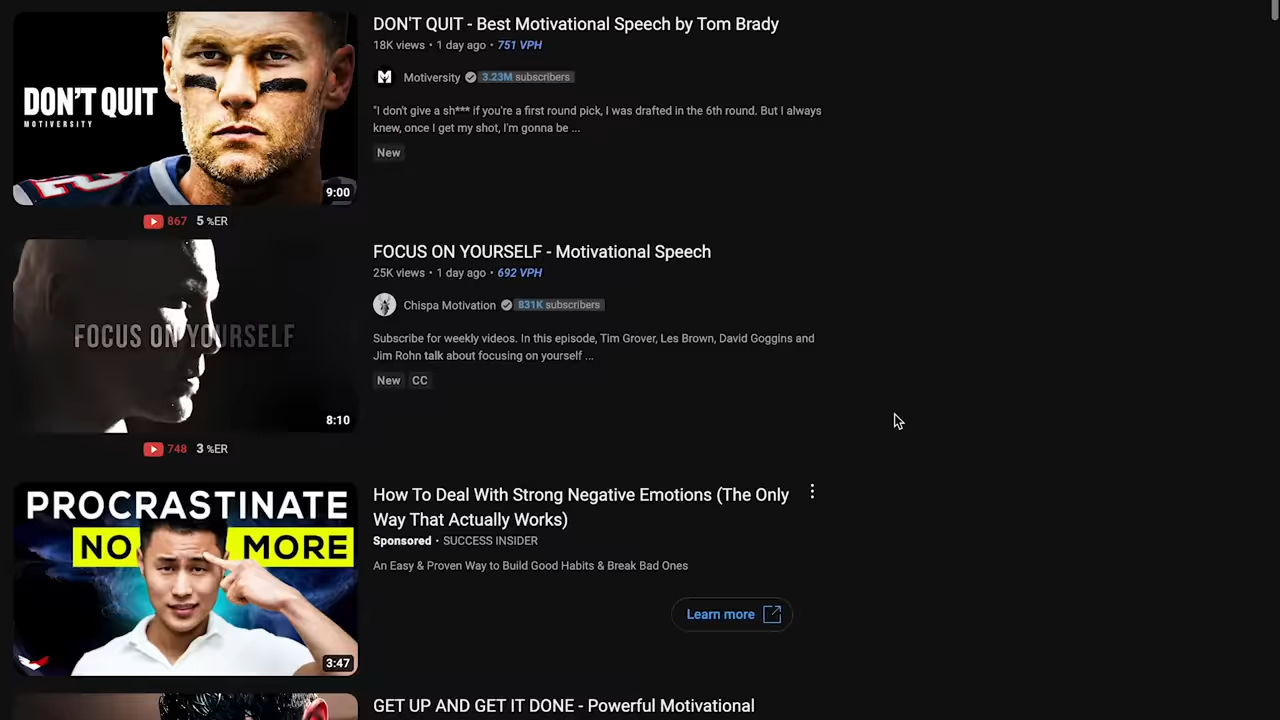 DON'T QUIT
MOTIVERSITY
9:00
DON'T QUIT - Best Motivational Speech by Tom Brady
18K views • 1 day ago • 751 VPH
Motiversity 3.23M subscribers
"I don't give a sh*** if you're a first round pick, I was drafted in the 6th round. But I always
knew, once I get my shot, I'm gonna be ...
New
867 5 %ER
FOCUS ON YOURSELF
8:10
FOCUS ON YOURSELF - Motivational Speech
25K views • 1 day ago • 692 VPH
Chispa Motivation 831K subscribers
Subscribe for weekly videos. In this episode, Tim Grover, Les Brown, David Goggins and
Jim Rohn talk about focusing on yourself ...
New CC
748 3 %ER
PROCRASTINATE
NO MORE
3:47
How To Deal With Strong Negative Emotions (The Only
Way That Actually Works)
Sponsored • SUCCESS INSIDER
An Easy & Proven Way to Build Good Habits & Break Bad Ones
Learn more
GET UP AND GET IT DONE - Powerful Motivational